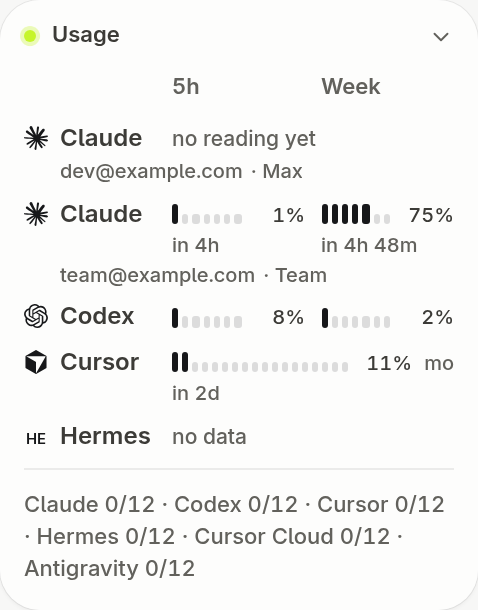 Usage
5h Week
Claude no reading yet
dev@example.com · Max
Claude 1% 75%
in 4h in 4h 48m
team@example.com · Team
Codex 8% 2%
Cursor 11% mo
in 2d
HE Hermes no data
Claude 0/12 · Codex 0/12 · Cursor 0/12
· Hermes 0/12 · Cursor Cloud 0/12 ·
Antigravity 0/12